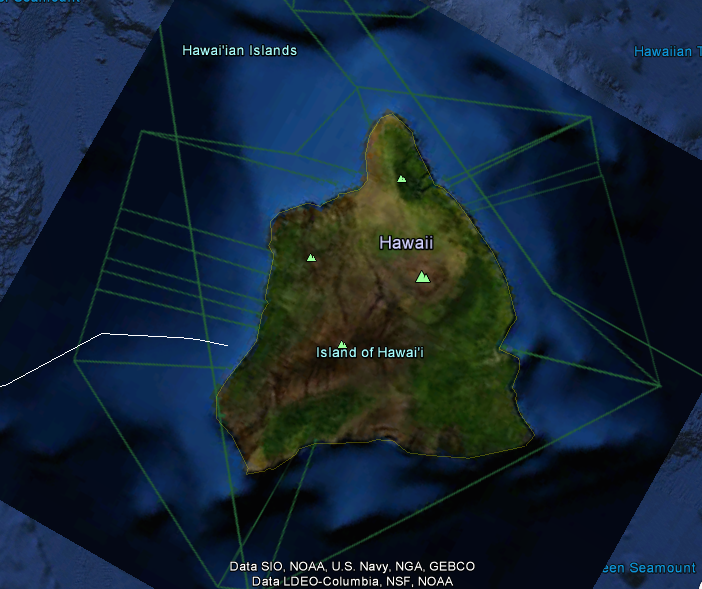 Seamount
Hawai'ian Islands
Hawaiian
Hawaii
Island of Hawai'i
Data SIO, NOAA, U.S. Navy, NGA, GEBCO
Seamount
Data LDEO-Columbia, NSF, NOAA